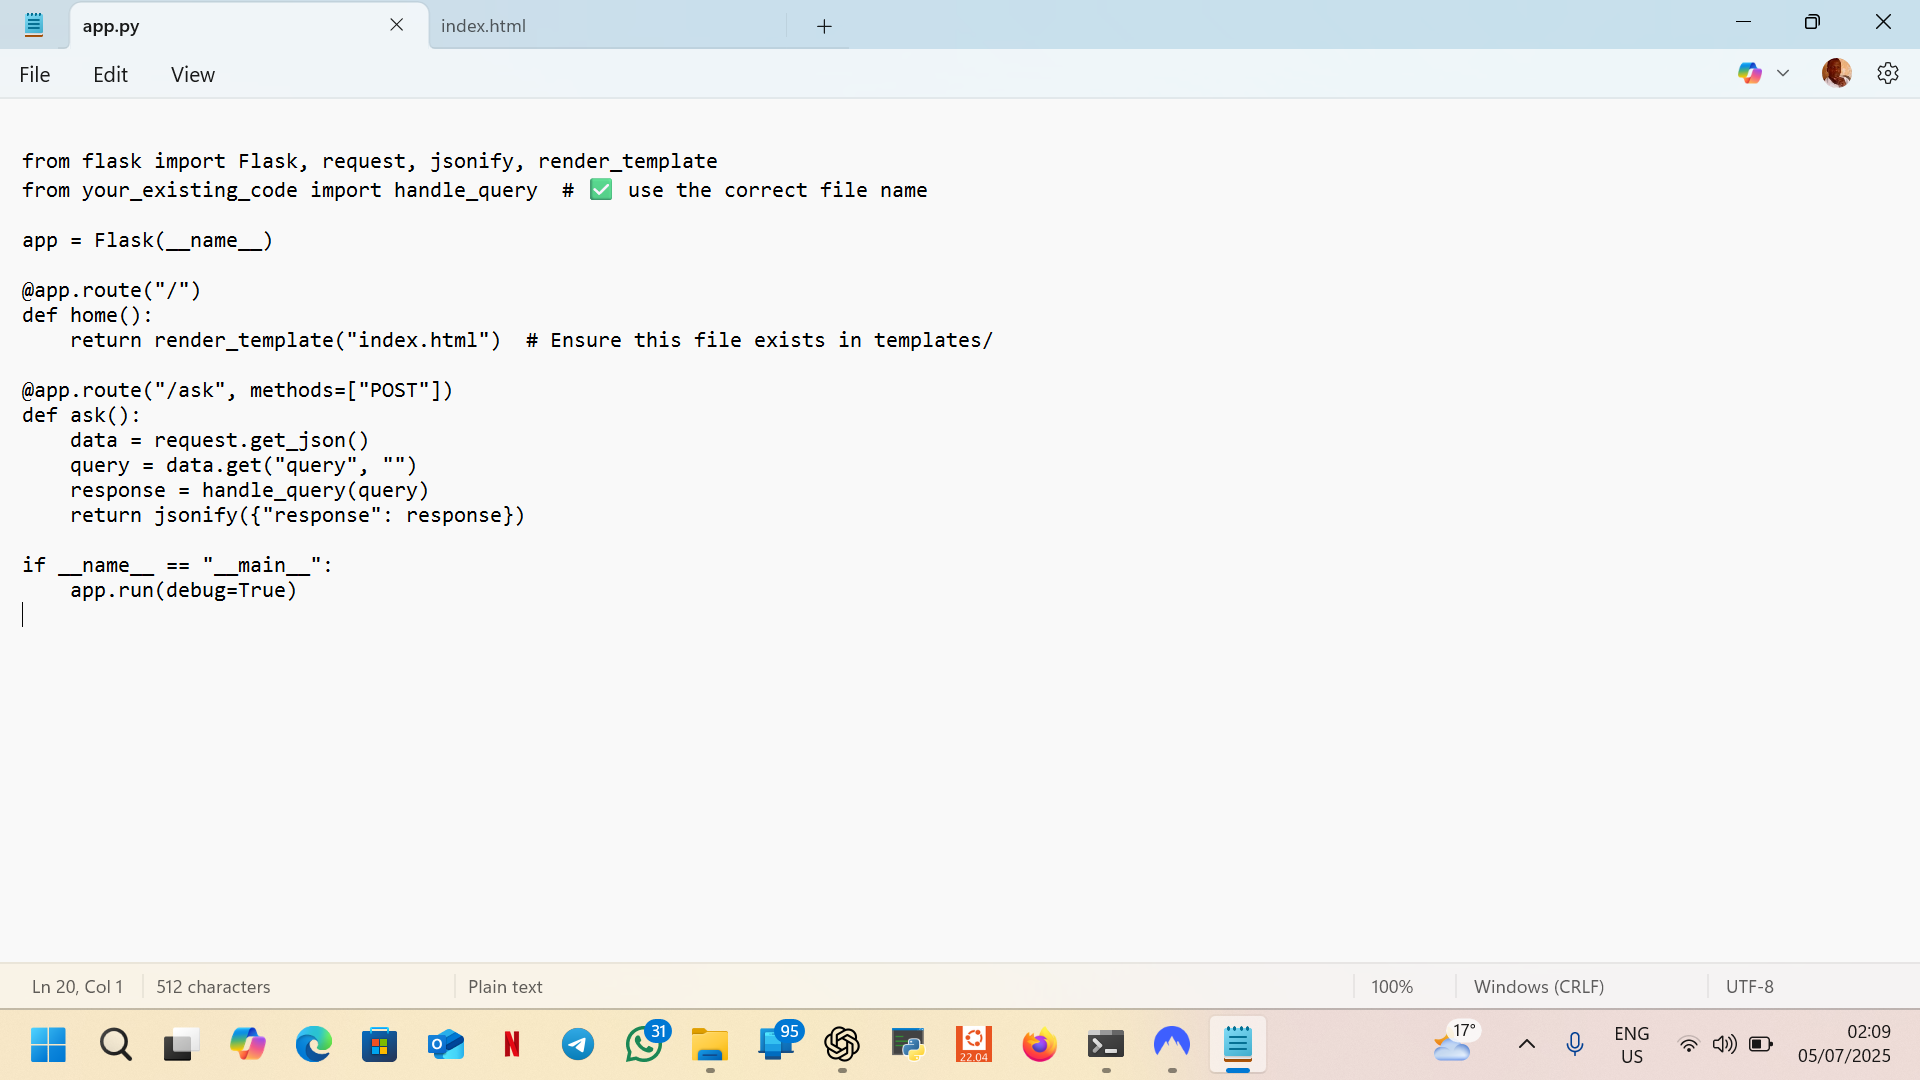 app.py
index.html
File
Edit
View
from flask import Flask, request, jsonify, render_template
from your_existing_code import handle_query  # ✅ use the correct file name
app = Flask(__name__)
@app.route("/")
def home():
    return render_template("index.html")  # Ensure this file exists in templates/
@app.route("/ask", methods=["POST"])
def ask():
    data = request.get_json()
    query = data.get("query", "")
    response = handle_query(query)
    return jsonify({"response": response})
if __name__ == "__main__":
    app.run(debug=True)
Ln 20, Col 1
512 characters
Plain text
100%
Windows (CRLF)
UTF-8
N
31
95
22.04
17°
ENG
US
02:09
05/07/2025